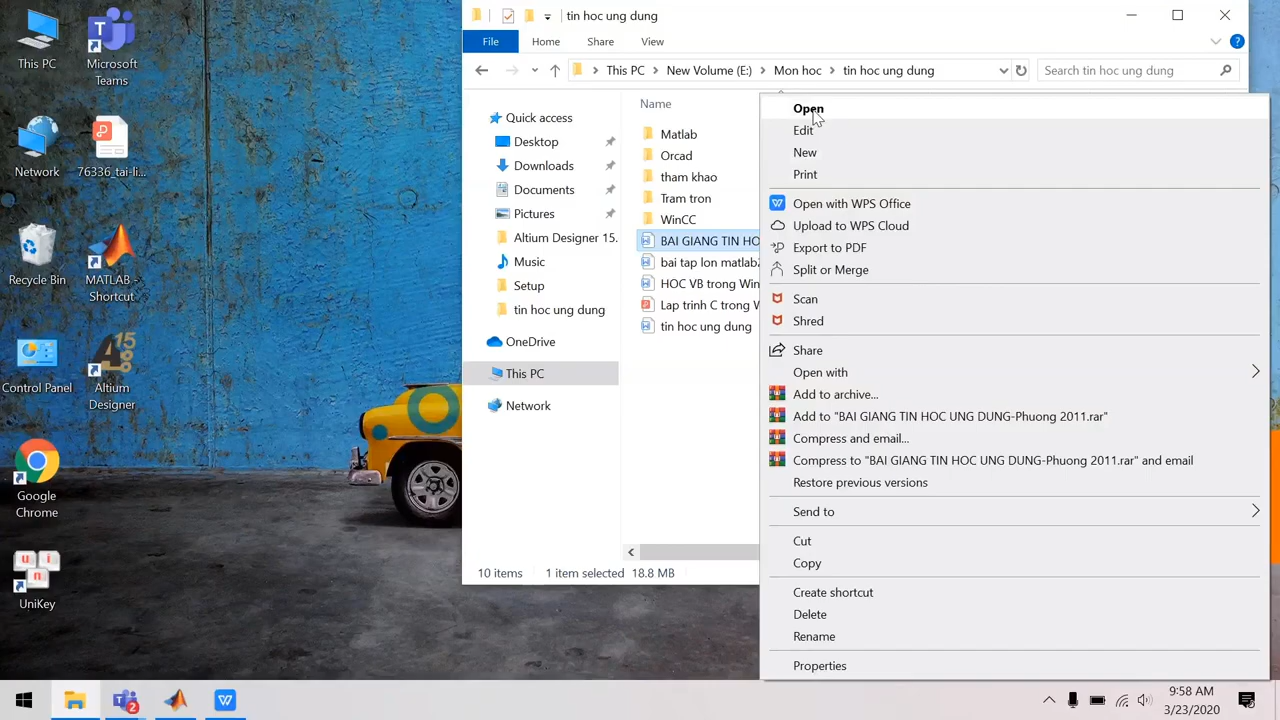 This PC
Microsoft
Teams
Network
76336_tai-li...
Recycle Bin
MATLAB -
Shortcut
Control Panel
Altium
Designer
Google
Chrome
UniKey
tin hoc ung dung
File
Home
Share
View
This PC
New Volume (E:)
Mon hoc
tin hoc ung dung
Search tin hoc ung dung
Quick access
Desktop
Downloads
Documents
Pictures
Altium Designer 15.
Music
Setup
tin hoc ung dung
OneDrive
This PC
Network
Name
Matlab
Orcad
tham khao
Tram tron
WinCC
BAI GIANG TIN HO
bai tap lon matlab
HOC VB trong Win
Lap trinh C trong W
tin hoc ung dung
10 items
1 item selected
18.8 MB
Open
Edit
New
Print
Open with WPS Office
Upload to WPS Cloud
Export to PDF
Split or Merge
Scan
Shred
Share
Open with
Add to archive...
Add to "BAI GIANG TIN HOC UNG DUNG-Phuong 2011.rar"
Compress and email...
Compress to "BAI GIANG TIN HOC UNG DUNG-Phuong 2011.rar" and email
Restore previous versions
Send to
Cut
Copy
Create shortcut
Delete
Rename
Properties
9:58 AM
3/23/2020